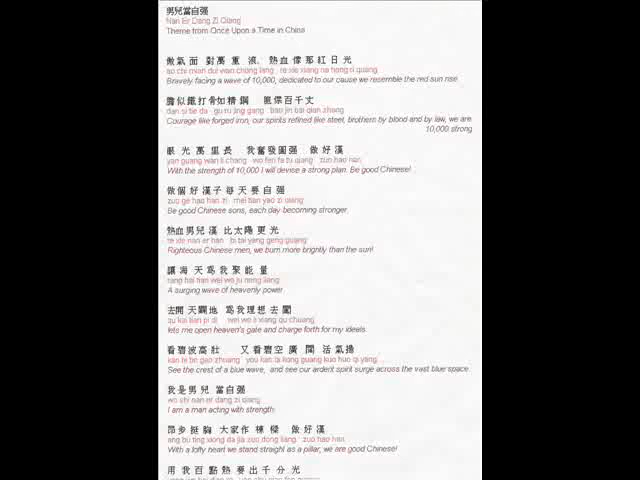 男兒當自强
Nan Er Dang Zi Qiang
Theme from Once Upon a Time in China
傲氣面 對萬 重 浪, 熱血 像 那 紅 日 光
ao chi mian dui wan chong lang re xie xiang na hong ri guang
Bravely facing a wave of 10,000, dedicated to our cause we resemble the red sun rise.
膽 似 鐵 打 骨 如 精 鋼
dan si tie da gu ru jing gang bao jin bai qian zhang
Courage like forged iron, our spirits refined like steel, brothers by blood and by law, we are
10,000 strong
眼 光 萬 里 長 我 奮 發 圖强 做 好 漢
yan guang wan li chang wo fen fa tu qiang zuo hao han
With the strength of 10,000 I will devise a strong plan. Be good Chinese!
做 個 好 漢子 每 天 要 自 强
zuo ge hao han zi mei tian yao zi qiang
Be good Chinese sons, each day becoming stronger.
熱血 男兒 漢 比 太 陽 更 光
re xie nan er han bi tai yang geng guang
Righteous Chinese men, we burn more brightly than the sun!
讓 海 天 爲 我 聚 能 量
rang hai tian wei wo ju neng liang
A surging wave of heavenly power
去開 天 闢地 爲 我 理想 去 闖
qu kai tian pi di wei wo li xiang qu chuang
lets me open heaven's gate and charge forth for my ideals.
看 碧 波 高 壯 又 看 碧 空 廣 闊 活 氣 揚
kan bi bo gao zhuang you kan bi kong guang kuo huo qi yang
See the crest of a blue wave, and see our ardent spirit surge across the vast blue space.
我 是 男 兒 當 自强
wo shi nan er dang zi qiang
I am a man acting with strength.
昂 步 挺 胸 大 家 作 棟 樑 做 好 漢
ang bu ting xiong da jia zuo dong liang zuo hao han
With a lofty heart we stand straight as a pillar, we are good Chinese!
用 我 百 點 熱 要 出 千 分 光